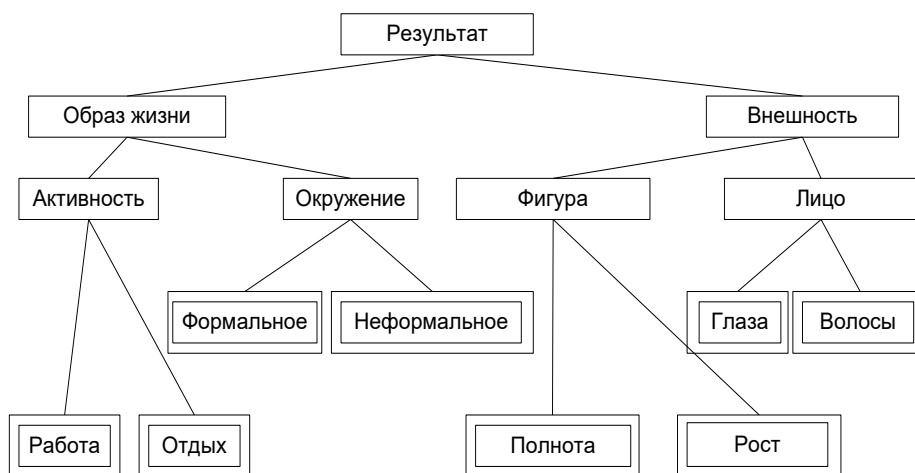 Результат
Образ жизни
Внешность
Активность
Окружение
Фигура
Лицо
Формальное
Неформальное
Глаза
Волосы
Работа
Отдых
Полнота
Рост